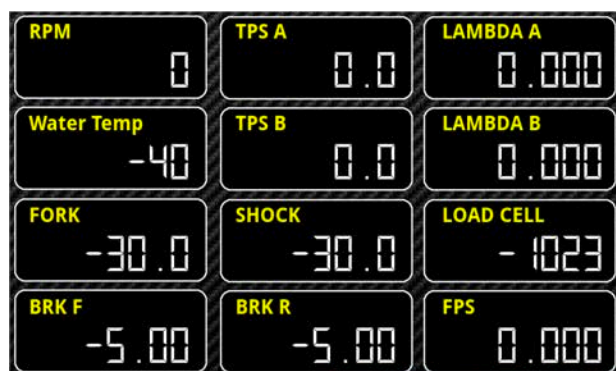 RPM
0
TPS A
0.0
LAMBDA A
0.000
Water Temp
-40
TPS B
0.0
LAMBDA B
0.000
FORK
-30.0
SHOCK
-30.0
LOAD CELL
-1023
BRK F
-5.00
BRK R
-5.00
FPS
0.000